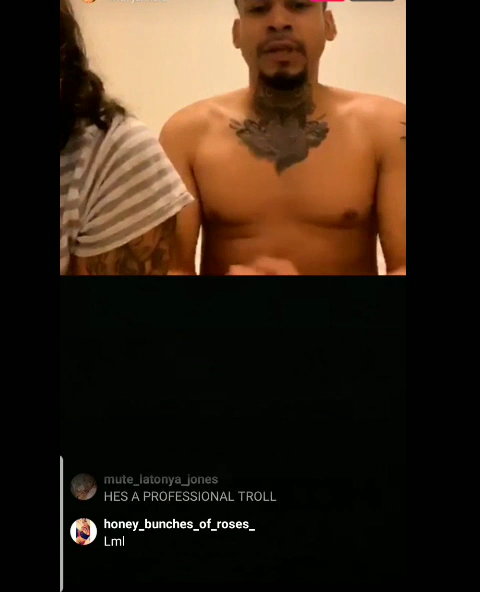 mute_latonya_jones
HES A PROFESSIONAL TROLL
honey_bunches_of_roses_
Lml